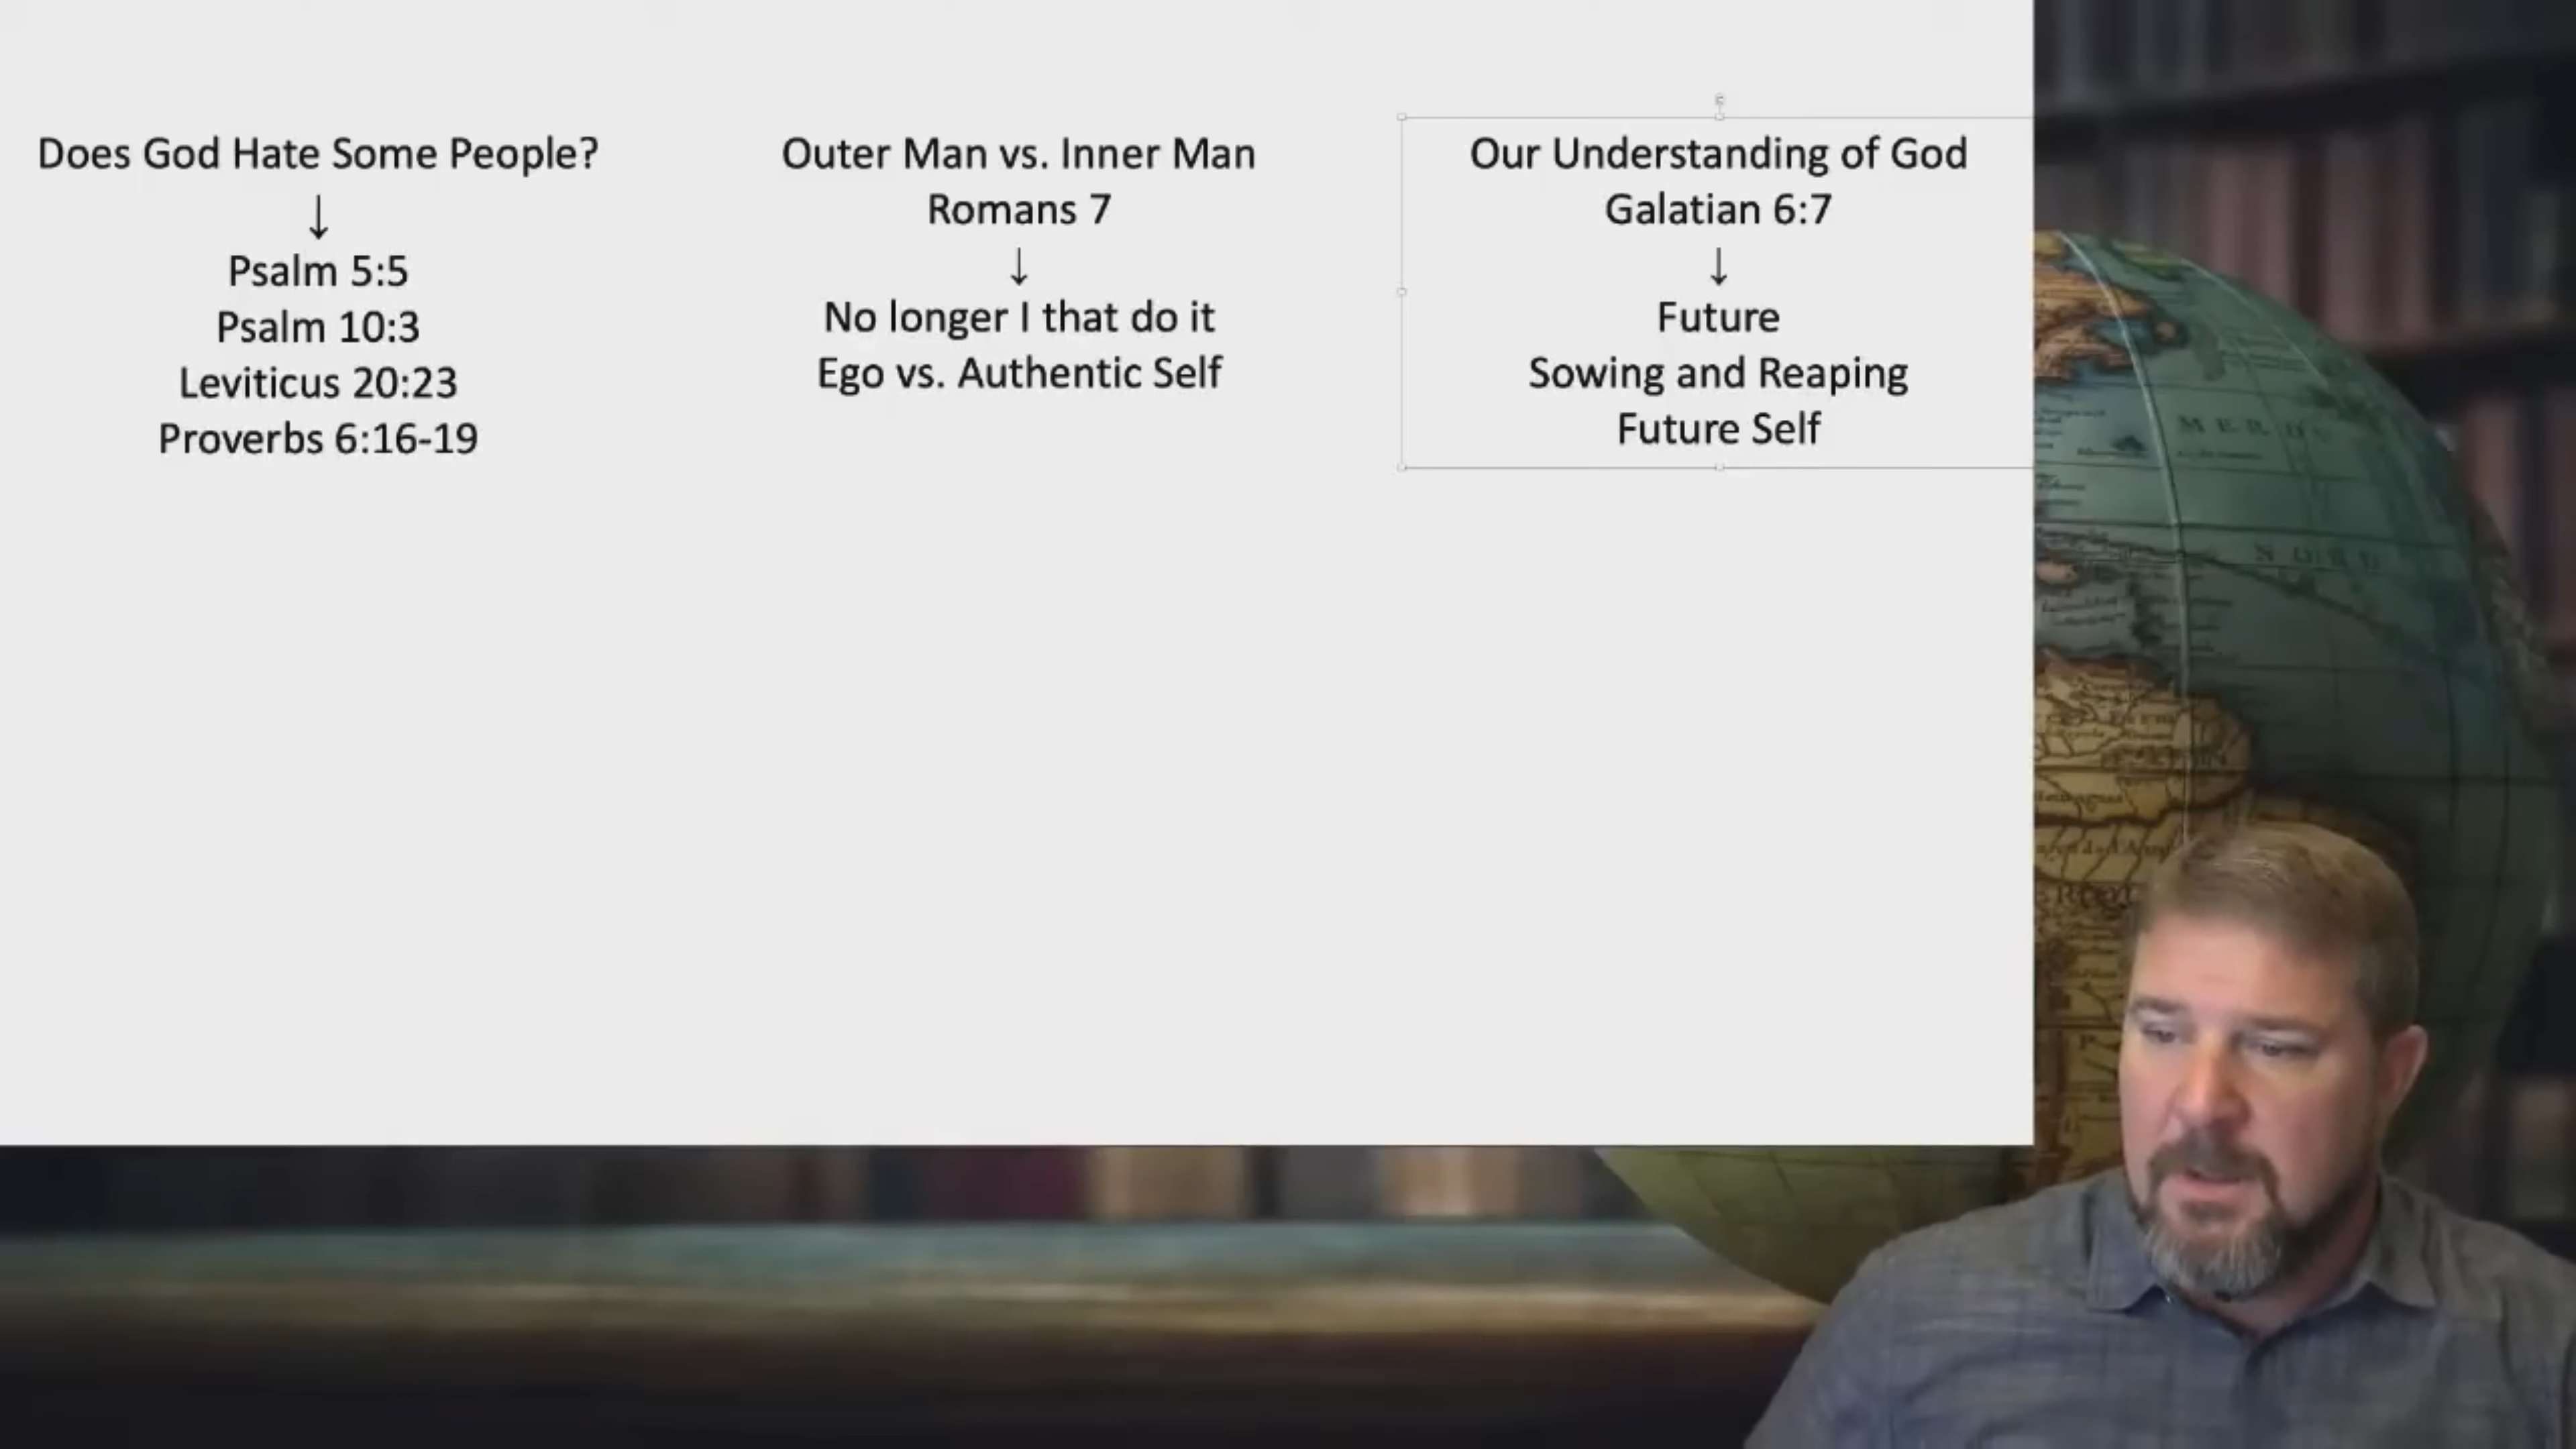 Does God Hate Some People?
↓
Psalm 5:5
Psalm 10:3
Leviticus 20:23
Proverbs 6:16-19
Outer Man vs. Inner Man
Romans 7
↓
No longer I that do it
Ego vs. Authentic Self
Our Understanding of God
Galatian 6:7
↓
Future
Sowing and Reaping
Future Self